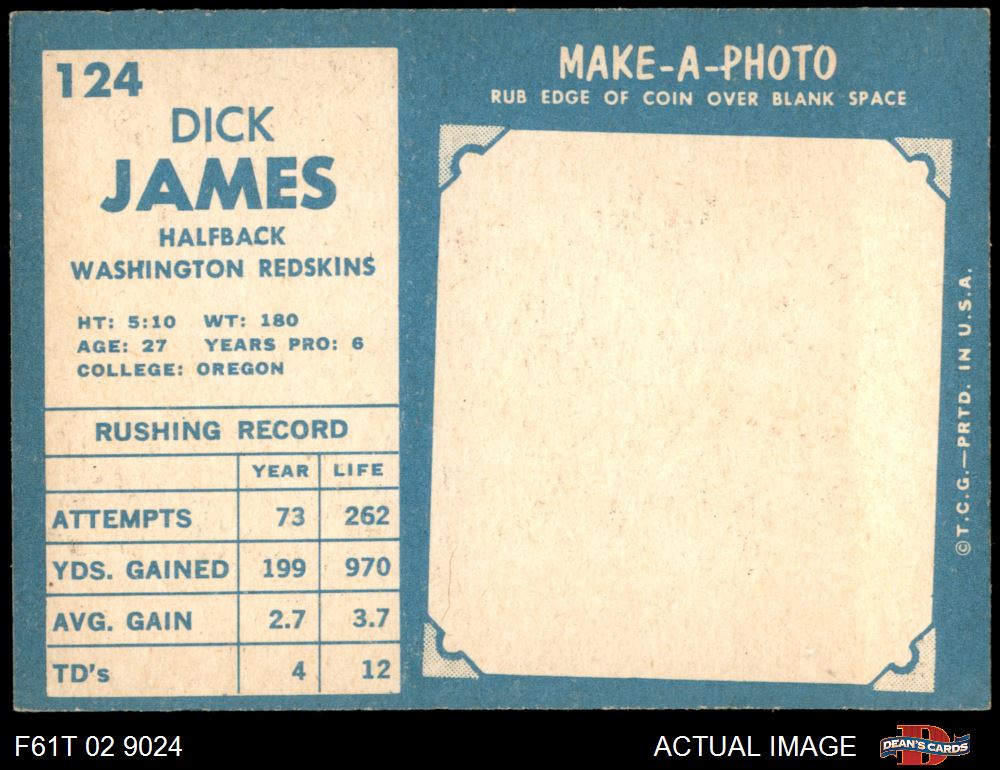 124
DICK
JAMES
HALFBACK
WASHINGTON REDSKINS
HT: 5:10 WT: 180
AGE: 27 YEARS PRO: 6
COLLEGE: OREGON
RUSHING RECORD
YEAR LIFE
ATTEMPTS 73 262
YDS. GAINED 199 970
AVG. GAIN 2.7 3.7
TD's 4 12
MAKE-A-PHOTO
RUB EDGE OF COIN OVER BLANK SPACE
©T.C.G.—PRTD. IN U.S.A.
F61T 02 9024
ACTUAL IMAGE
D
DEAN'S CARDS